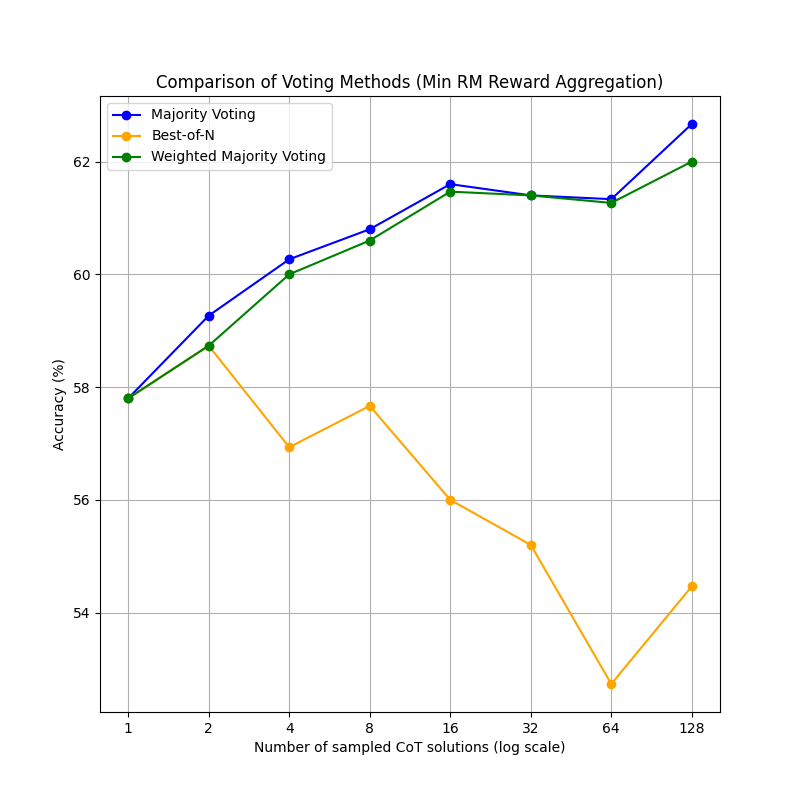 Comparison of Voting Methods (Min RM Reward Aggregation)
Majority Voting
Best-of-N
Weighted Majority Voting
62
60
58
56
54
Accuracy (%)
1 2 4 8 16 32 64 128
Number of sampled CoT solutions (log scale)